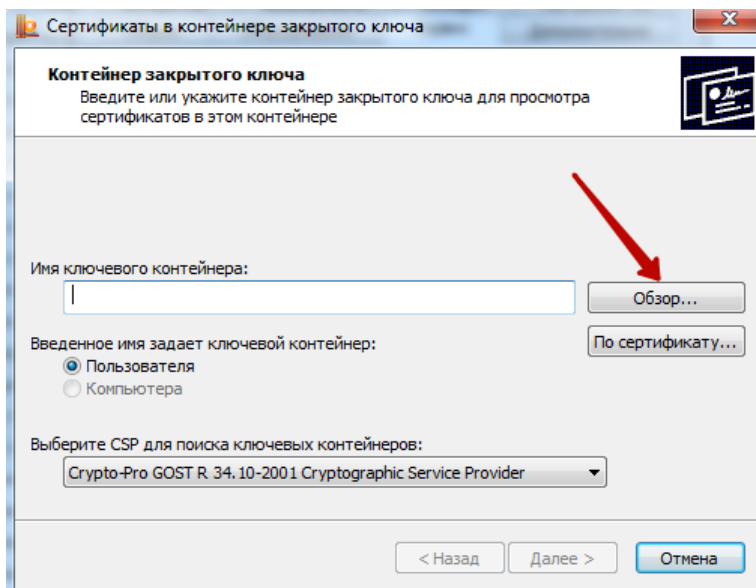 Сертификаты в контейнере закрытого ключа
Контейнер закрытого ключа
Введите или укажите контейнер закрытого ключа для просмотра
сертификатов в этом контейнере
Имя ключевого контейнера:
Обзор...
Введенное имя задает ключевой контейнер:
По сертификату...
Пользователя
Компьютера
Выберите CSP для поиска ключевых контейнеров:
Crypto-Pro GOST R 34.10-2001 Cryptographic Service Provider
< Назад Далее > Отмена